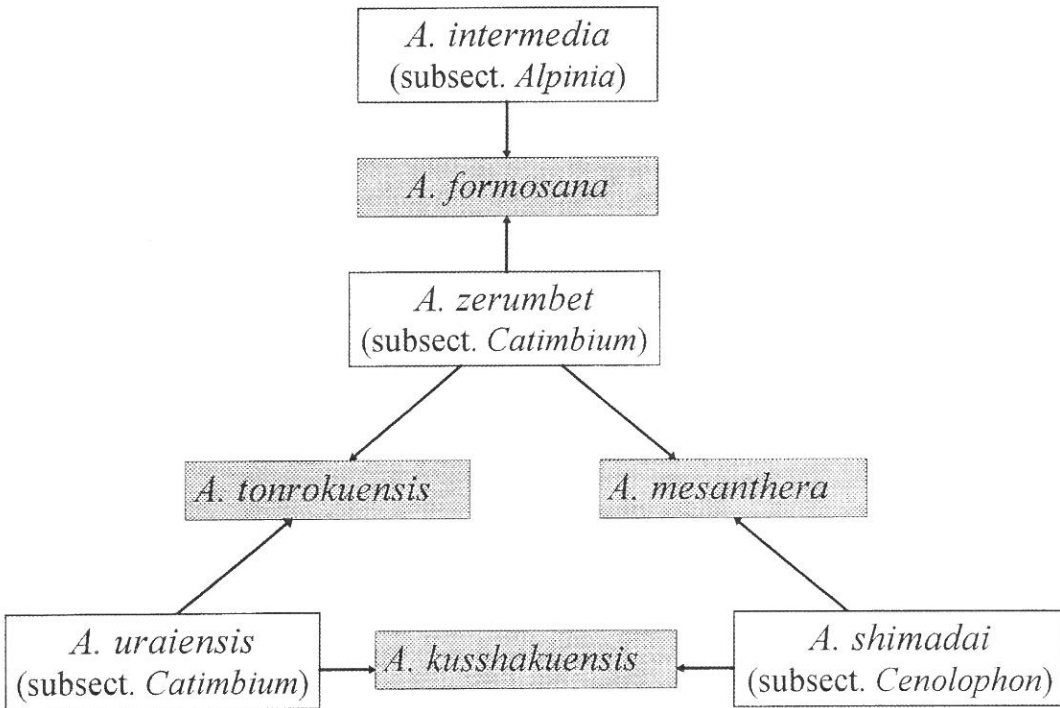 A. intermedia
(subsect. Alpinia)
A. formosana
A. zerumbet
(subsect. Catimbium)
A. tonrokuensis
A. mesanthera
A. uraiensis
(subsect. Catimbium)
A. kusshakuensis
A. shimadai
(subsect. Cenolophon)